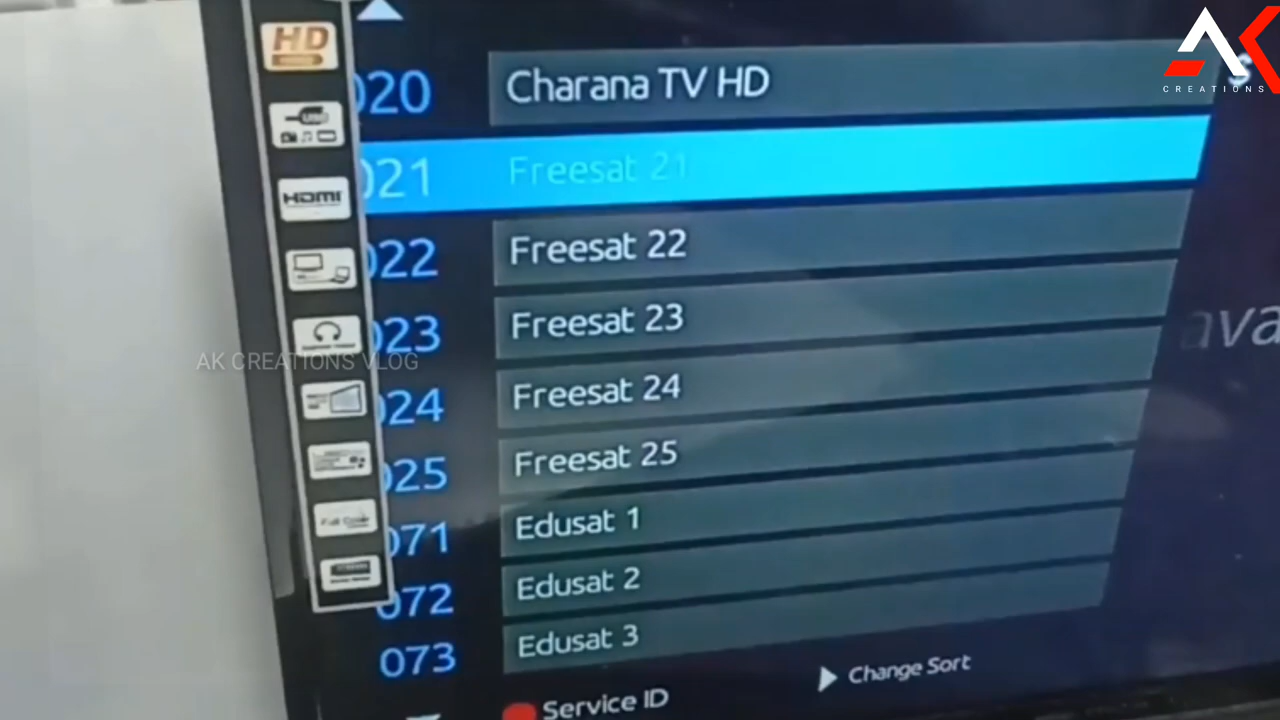 HD
CREATIONS
020 Charana TV HD
021 Freesat 21
HDMI
022 Freesat 22
023 Freesat 23
ava
AK CREATIONS VLOG
024 Freesat 24
025 Freesat 25
071 Edusat 1
072 Edusat 2
073 Edusat 3
Change Sort
Service ID